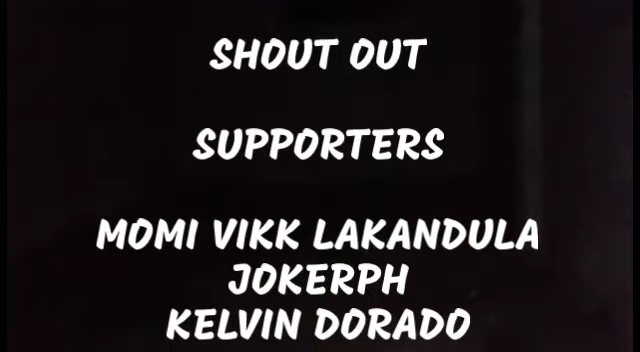 SHOUT OUT
SUPPORTERS
MOMI VIKK LAKANDULA
JOKERPH
KELVIN DORADO